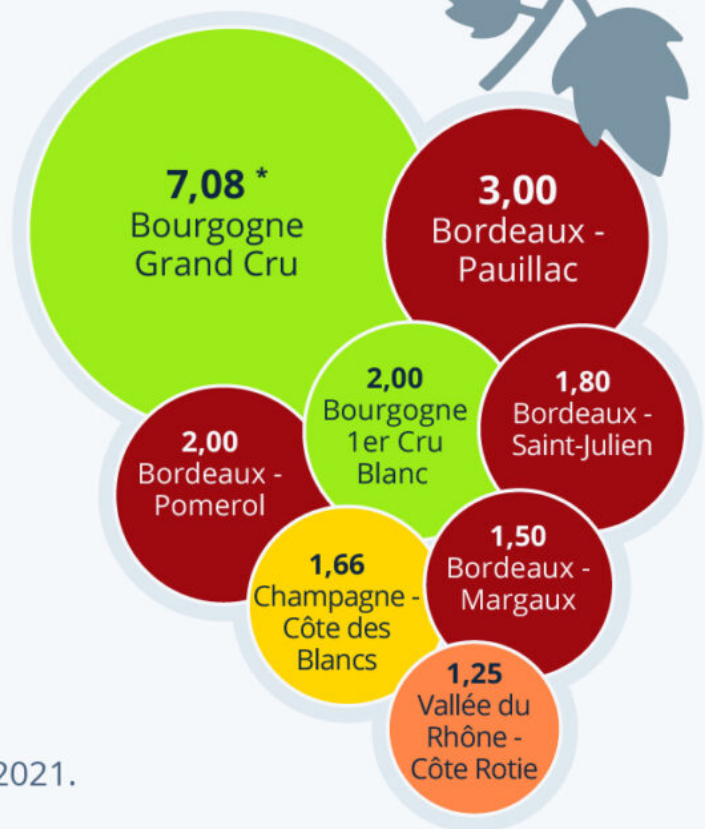 7,08 *
Bourgogne
Grand Cru
3,00
Bordeaux -
Pauillac
2,00
Bourgogne
1er Cru
Blanc
1,80
Bordeaux -
Saint-Julien
2,00
Bordeaux -
Pomerol
1,66
Champagne -
Côte des
Blancs
1,50
Bordeaux -
Margaux
1,25
Vallée du
Rhône -
Côte Rotie
2021.